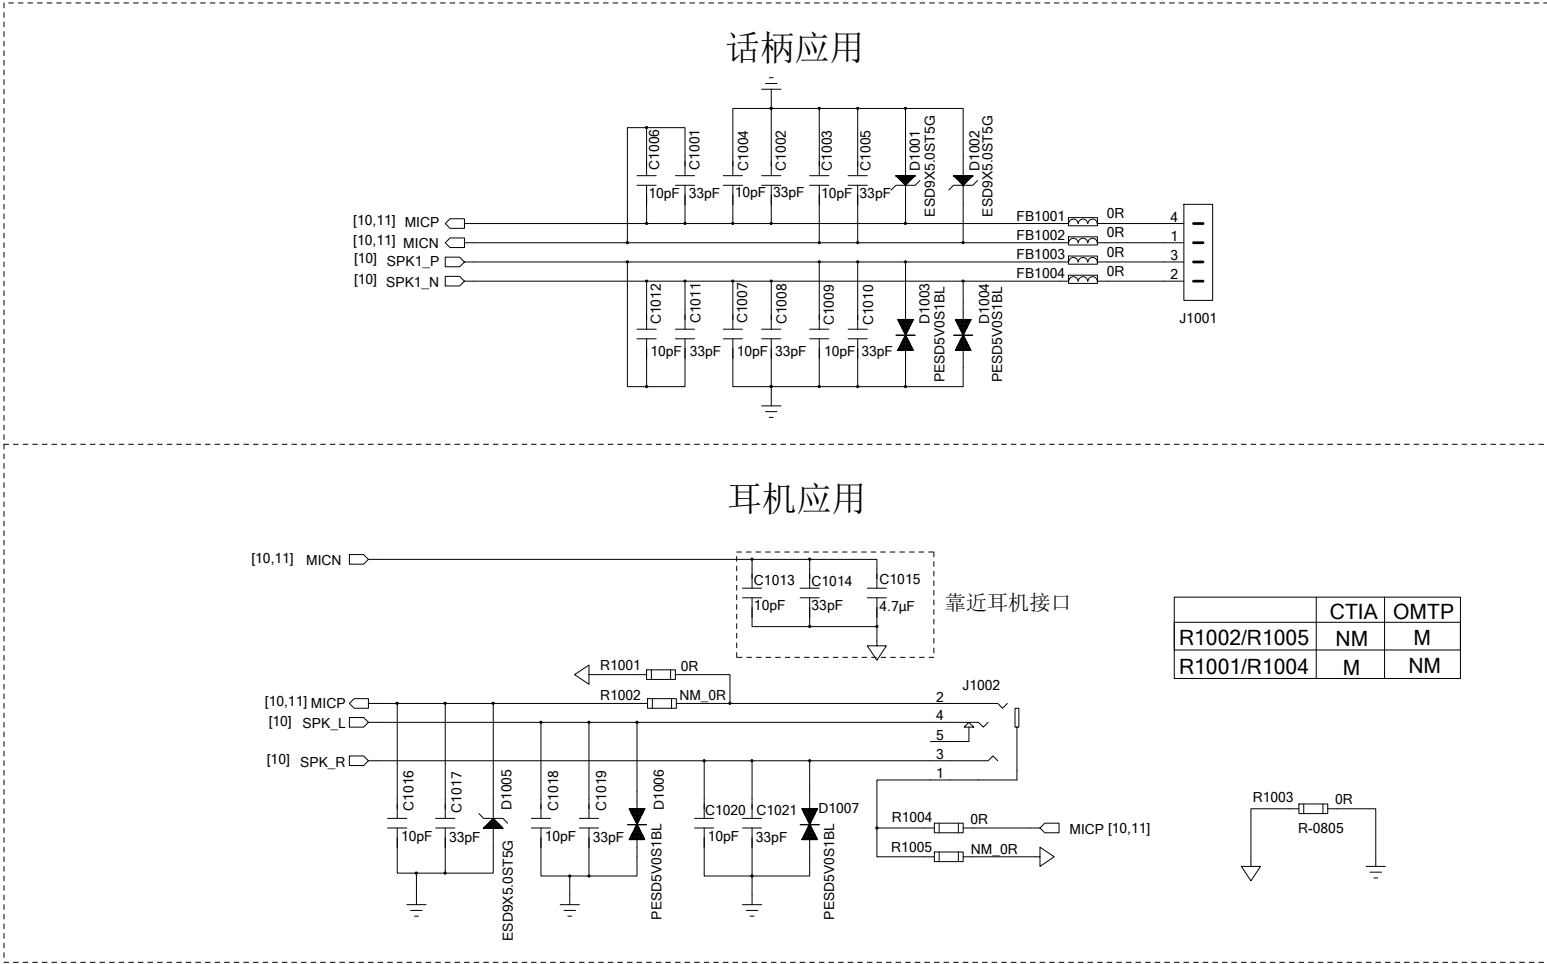 话柄应用
C1006
C1001
C1004
C1002
C1003
C1005
D1001
ESD9X5.0ST5G
D1002
ESD9X5.0ST5G
10pF
33pF
10pF
33pF
10pF
33pF
[10,11] MICP
FB1001
0R
4
[10,11] MICN
FB1002
0R
1
[10] SPK1_P
FB1003
0R
3
[10] SPK1_N
FB1004
0R
2
J1001
C1012
C1011
C1007
C1008
C1009
C1010
D1003
PESD5V0S1BL
D1004
PESD5V0S1BL
10pF
33pF
10pF
33pF
10pF
33pF
耳机应用
[10,11] MICN
C1013
C1014
C1015
10pF
33pF
4.7µF
靠近耳机接口
CTIA OMTP
R1002/R1005 NM M
R1001/R1004 M NM
R1001
0R
[10,11] MICP
R1002
NM_0R
2
J1002
[10] SPK_L
4
5
[10] SPK_R
3
1
C1016
C1017
D1005
C1018
C1019
D1006
C1020
C1021
D1007
10pF
33pF
ESD9X5.0ST5G
10pF
33pF
PESD5V0S1BL
10pF
33pF
PESD5V0S1BL
R1004
0R
MICP [10,11]
R1005
NM_0R
R1003
0R
R-0805